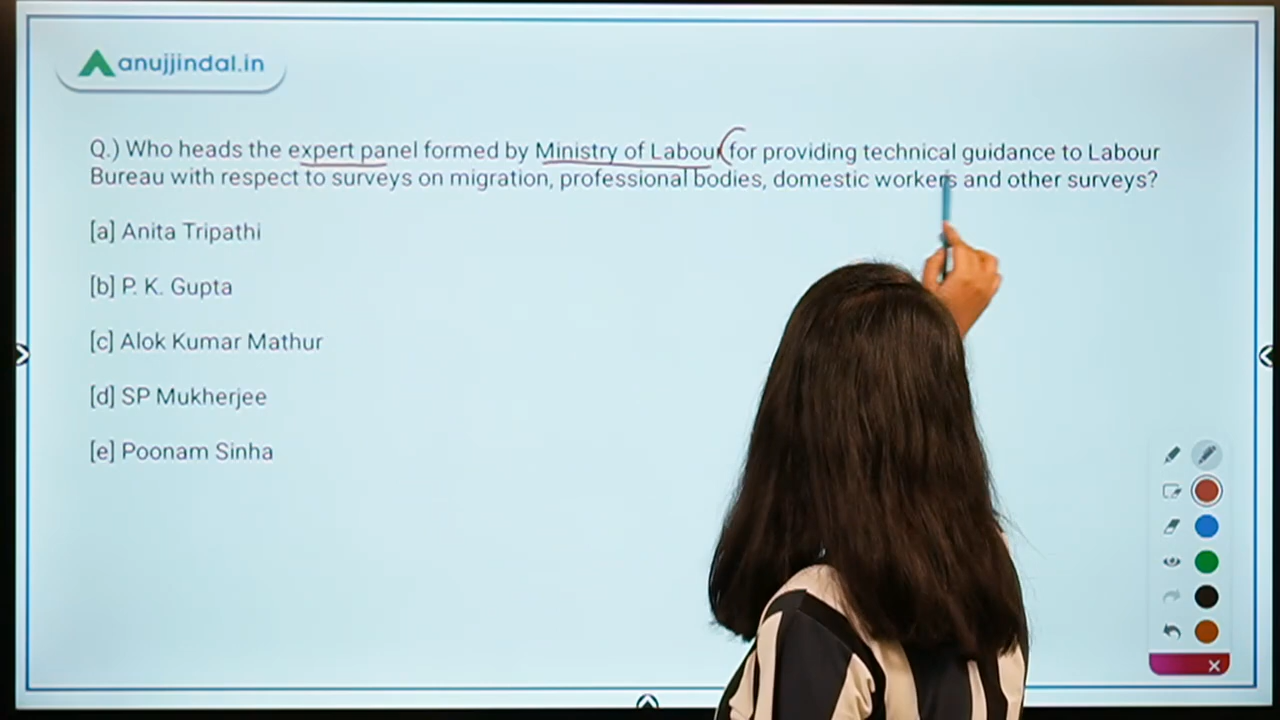 anujjindal.in
Q.) Who heads the expert panel formed by Ministry of Labour for providing technical guidance to Labour
Bureau with respect to surveys on migration, professional bodies, domestic workers and other surveys?
[a] Anita Tripathi
[b] P. K. Gupta
[c] Alok Kumar Mathur
[d] SP Mukherjee
[e] Poonam Sinha